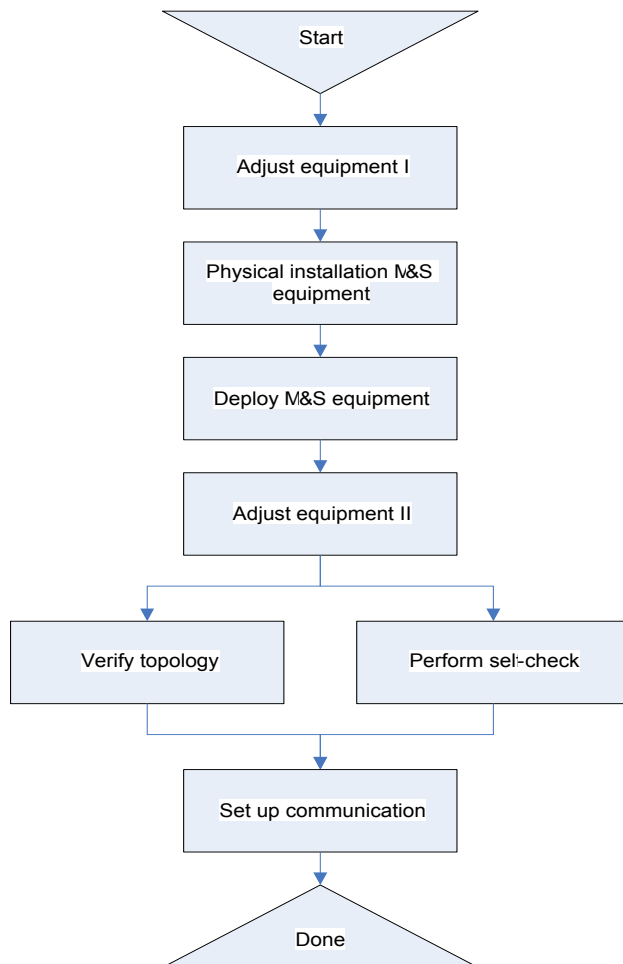 Start
Adjust equipment I
Physical installation M&S
equipment
Deploy M&S equipment
Adjust equipment II
Verify topology
Perform self-check
Set up communication
Done